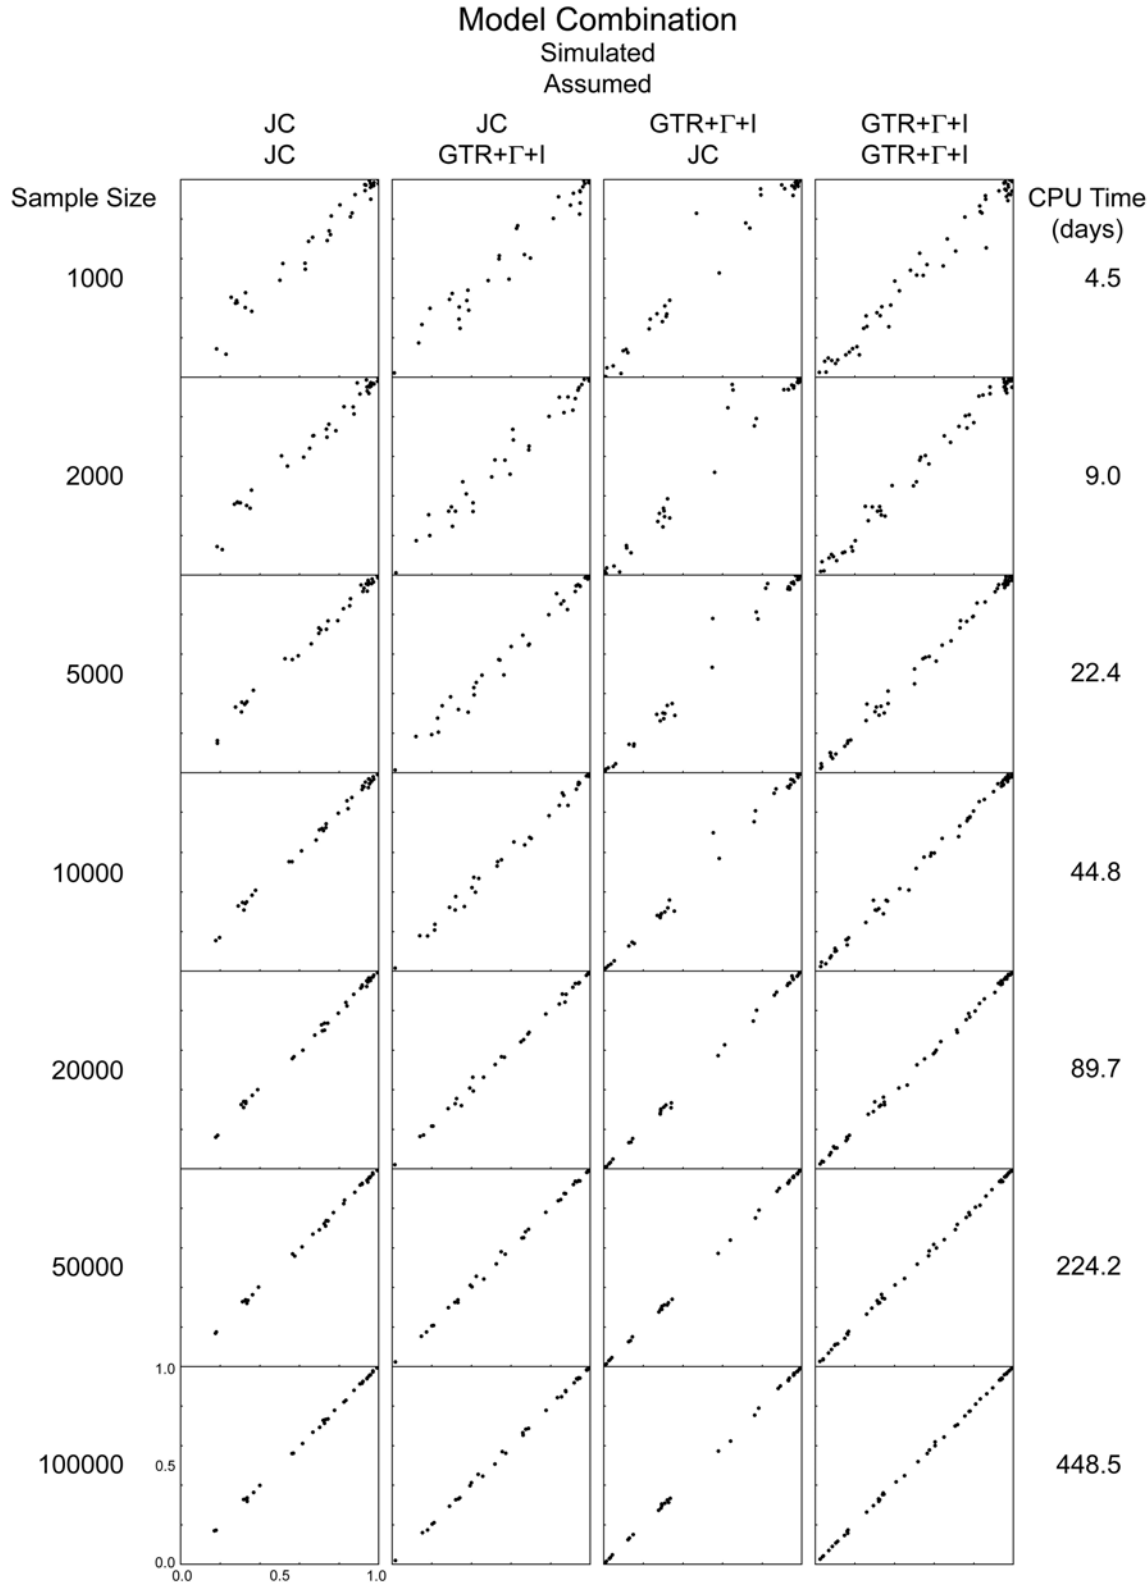 Model Combination
Simulated
Assumed
JC JC GTR+Γ+I GTR+Γ+I
JC GTR+Γ+I JC GTR+Γ+I
Sample Size CPU Time
(days)
1000 4.5
2000 9.0
5000 22.4
10000 44.8
20000 89.7
50000 224.2
1.0
100000 0.5 448.5
0.0
0.0 0.5 1.0